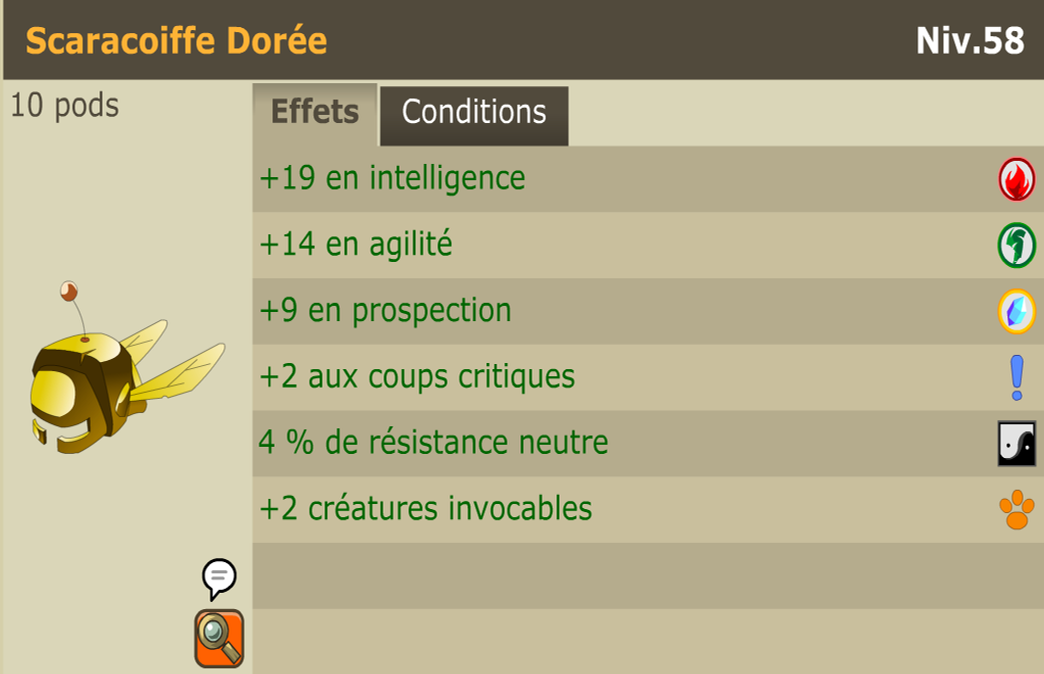 Scaracoiffe Dorée
Niv.58
10 pods
Effets
Conditions
+19 en intelligence
+14 en agilité
+9 en prospection
+2 aux coups critiques
4 % de résistance neutre
+2 créatures invocables